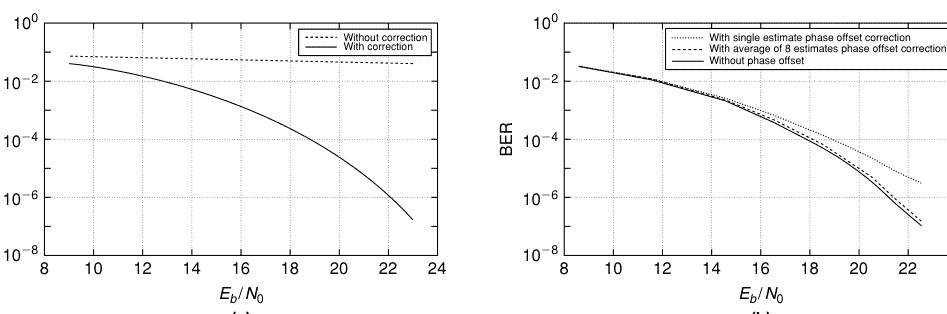 10^0
10^−2
10^−4
10^−6
10^−8
8 10 12 14 16 18 20 22 24
E_b/N_0
Without correction
With correction
BER
10^0
10^−2
10^−4
10^−6
10^−8
8 10 12 14 16 18 20 22
E_b/N_0
With single estimate phase offset correction
With average of 8 estimates phase offset correction
Without phase offset